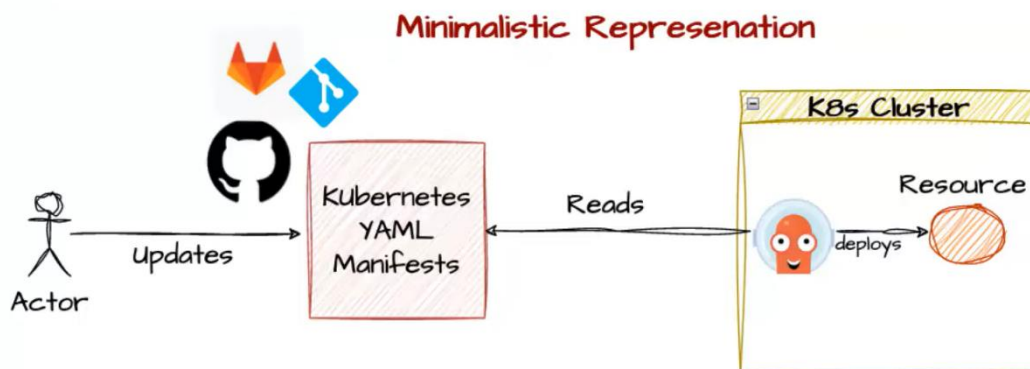 Minimalistic Represenation
K8s Cluster
Kubernetes
YAML
Manifests
Reads
Resource
Updates
deploys
Actor